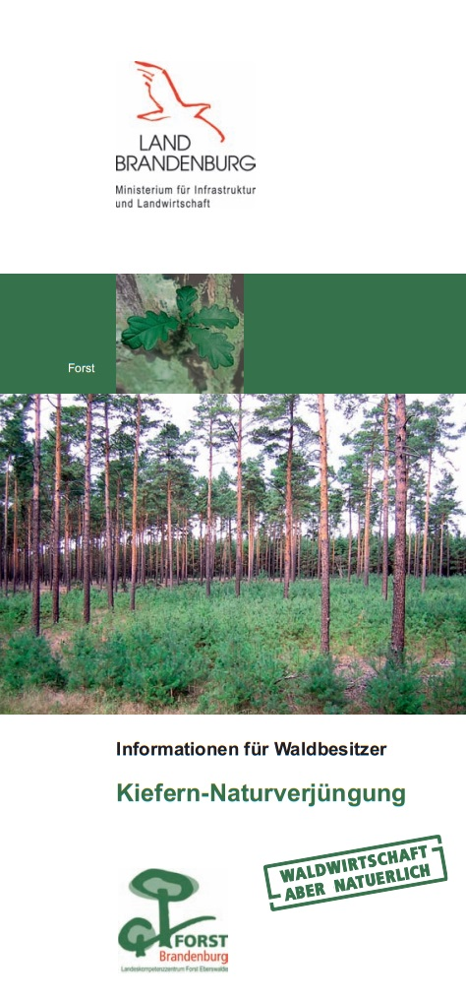 LAND
BRANDENBURG
Ministerium für Infrastruktur
und Landwirtschaft
Forst
Informationen für Waldbesitzer
Kiefern-Naturverjüngung
WALDWIRTSCHAFT
ABER NATUERLICH
FORST
Brandenburg
Landeskompetenzzentrum Forst Eberswalde